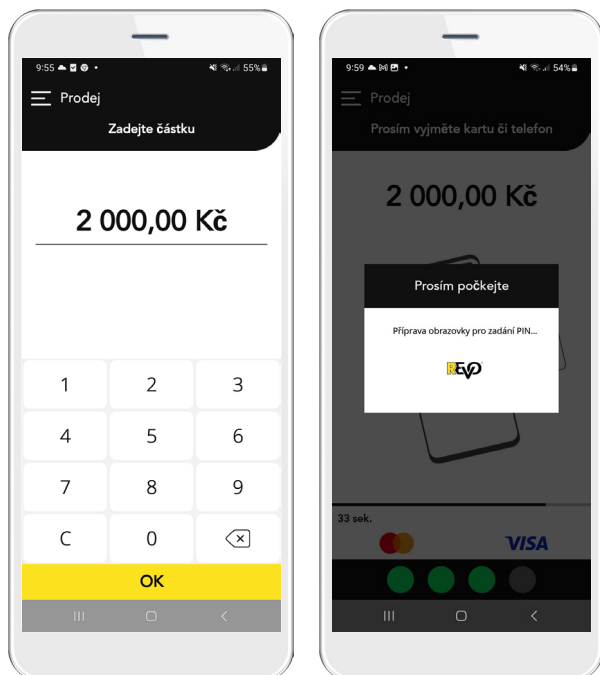 9:55
55%
Prodej
Zadejte částku
2 000,00 Kč
1 2 3
4 5 6
7 8 9
C 0
OK
9:59
54%
Prodej
Prosím vyjměte kartu či telefon
2 000,00 Kč
Prosím počkejte
Příprava obrazovky pro zadání PIN...
REVO
33 sek.
VISA